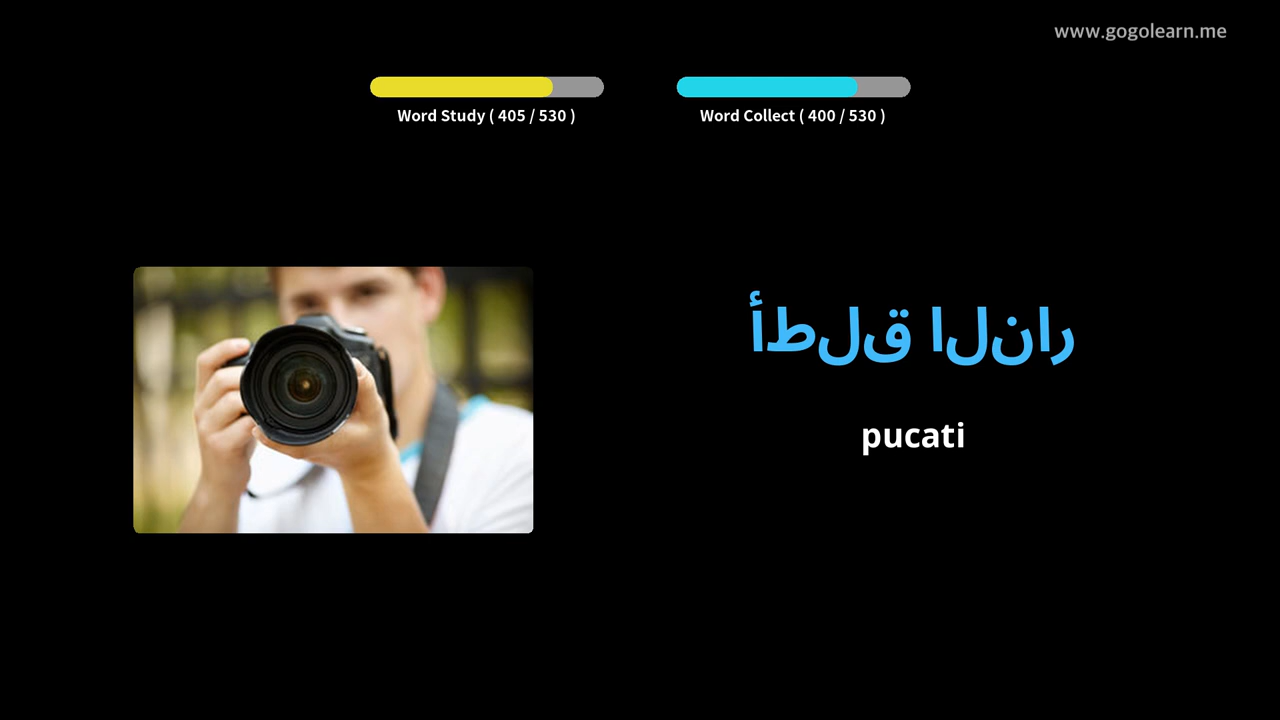 www.gogolearn.me
Word Study ( 405 / 530 )
Word Collect ( 400 / 530 )
أطلق النار
pucati